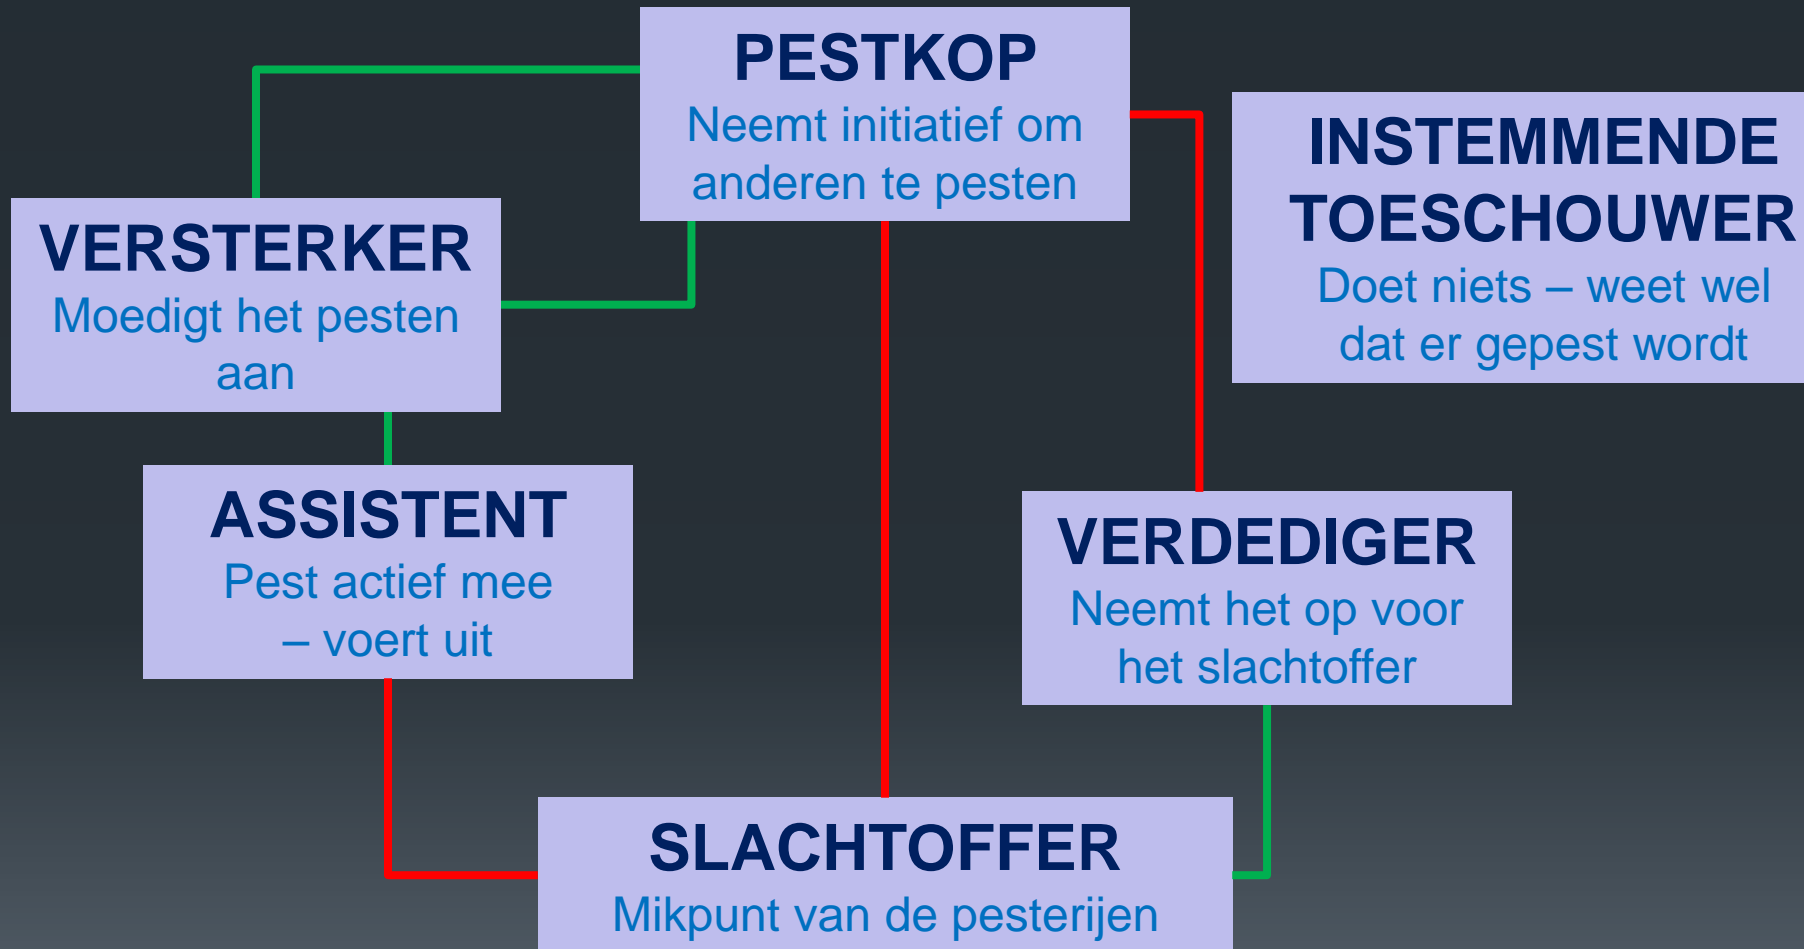 PESTKOP
Neemt initiatief om
anderen te pesten
INSTEMMENDE
TOESCHOUWER
Doet niets – weet wel
dat er gepest wordt
VERSTERKER
Moedigt het pesten
aan
ASSISTENT
Pest actief mee
– voert uit
VERDEDIGER
Neemt het op voor
het slachtoffer
SLACHTOFFER
Mikpunt van de pesterijen